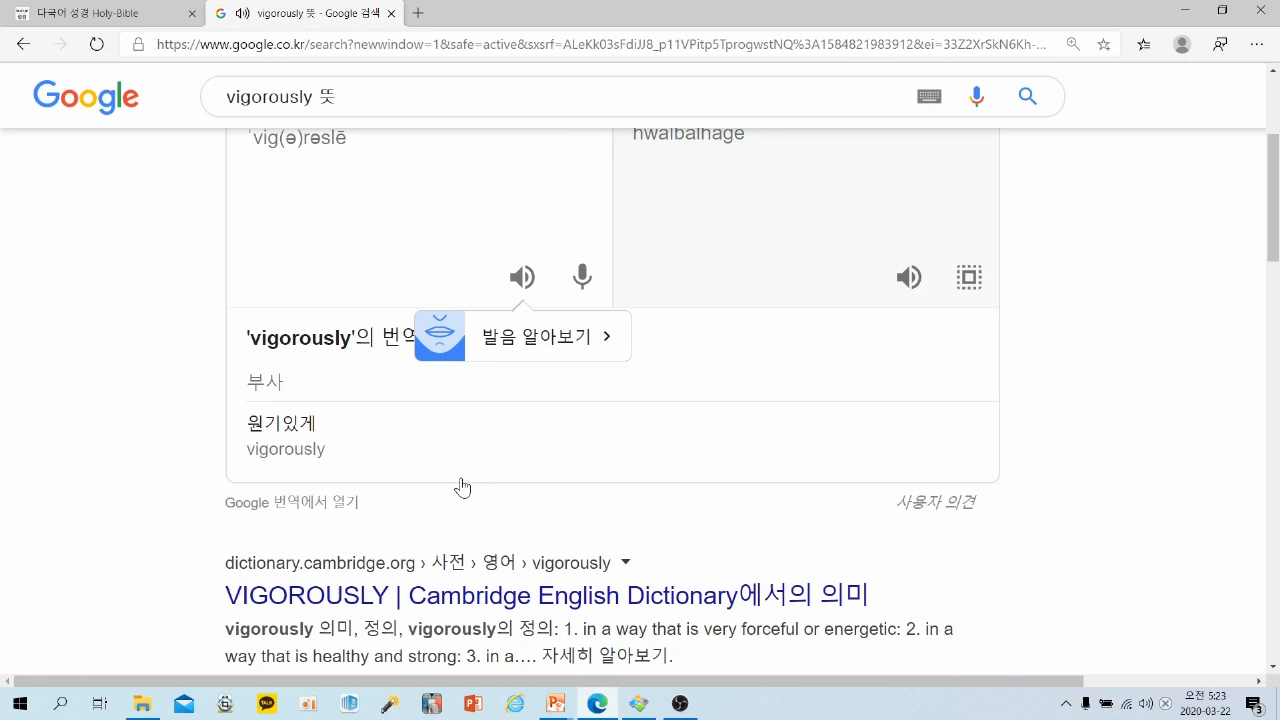 다국어 성경 Holy-Bible
vigorously 뜻 - Google 검색
https://www.google.co.kr/search?newwindow=1&safe=active&sxsrf=ALeKk03sFdiJJ8_p11VPitp5TprogwstNQ%3A1584821983912&ei=33Z2XrSkN6Kh-...
Google
vigorously 뜻
ˈvig(ə)rəslē
hwalbalhage
'vigorously'의 번역
발음 알아보기
부사
원기있게
vigorously
Google 번역에서 열기
사용자 의견
dictionary.cambridge.org › 사전 › 영어 › vigorously
VIGOROUSLY | Cambridge English Dictionary에서의 의미
vigorously 의미, 정의, vigorously의 정의: 1. in a way that is very forceful or energetic: 2. in a
way that is healthy and strong: 3. in a.… 자세히 알아보기.
TALK
오전 5:23
2020-03-22
3